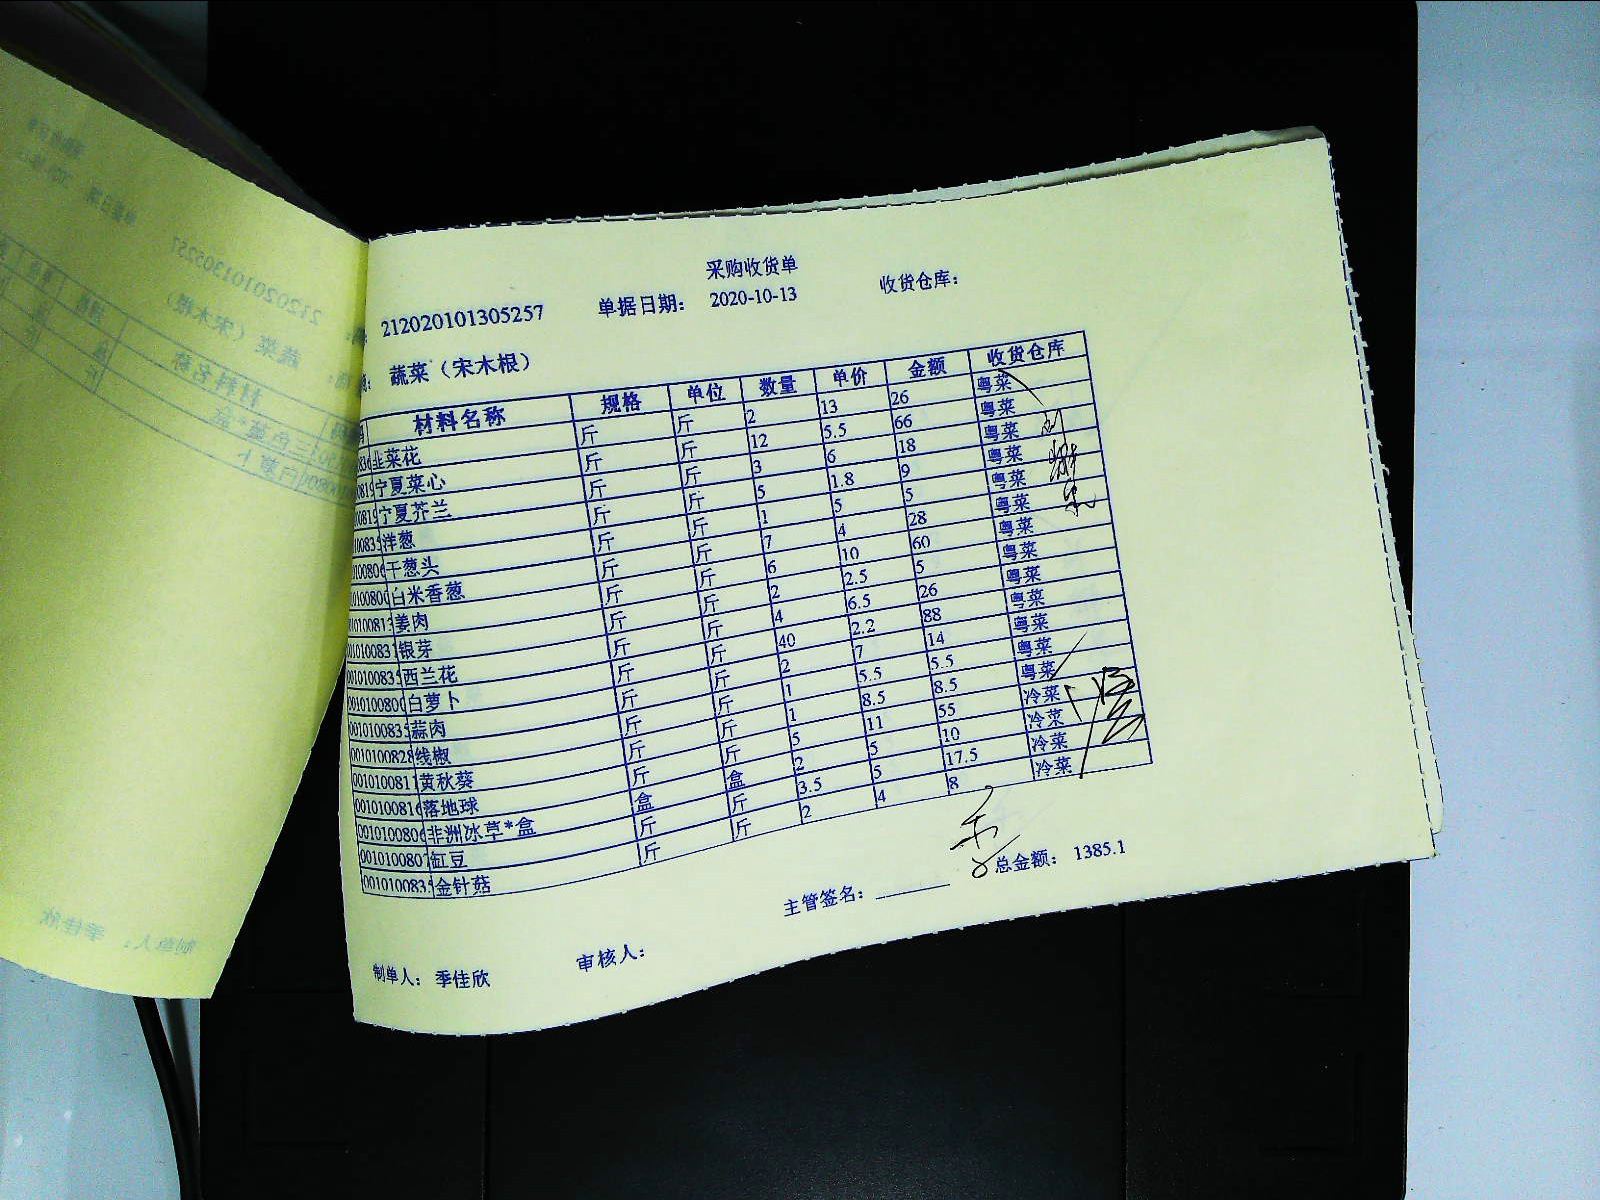 采购收货单
212020101305257 单据日期： 2020-10-13 收货仓库：
蔬菜（宋木根）
材料名称 规格 单位 数量 单价 金额 收货仓库
韭菜花 斤 斤 2 13 26 粤菜
宁夏菜心 斤 斤 12 5.5 66 粤菜
宁夏芥兰 斤 斤 3 6 18 粤菜
洋葱 斤 斤 5 1.8 9 粤菜
干葱头 斤 斤 1 5 5 粤菜
白米香葱 斤 斤 7 4 28 粤菜
姜肉 斤 斤 6 10 60 粤菜
银芽 斤 斤 2 2.5 5 粤菜
西兰花 斤 斤 4 6.5 26 粤菜
白萝卜 斤 斤 40 2.2 88 粤菜
蒜肉 斤 斤 2 7 14 粤菜
线椒 斤 斤 1 5.5 5.5 粤菜
黄秋葵 斤 斤 1 8.5 8.5 粤菜
落地球 斤 斤 5 11 55 冷菜
非洲冰草*盒 盒 盒 2 5 10 冷菜
缸豆 斤 斤 3.5 5 17.5 冷菜
金针菇 斤 斤 2 4 8 冷菜
主管签名： 总金额： 1385.1
制单人： 季佳欣 审核人：